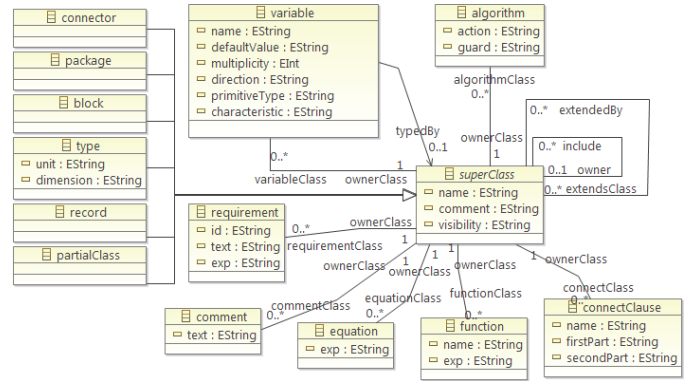 connector
package
block
type
unit : EString
dimension : EString
record
partialClass
variable
name : EString
defaultValue : EString
multiplicity : EInt
direction : EString
primitiveType : EString
characteristic : EString
algorithm
action : EString
guard : EString
algorithmClass
0..*
ownerClass
1
typedBy
0..1
0..* extendedBy
0..* include
0..1 owner
0..* extendsClass
0..*
variableClass
ownerClass
1
superClass
name : EString
comment : EString
visibility : EString
requirement
id : EString
text : EString
exp : EString
0..*
requirementClass
ownerClass
1
ownerClass
1
commentClass
0..*
comment
text : EString
ownerClass
1
equationClass
0..*
equation
exp : EString
1
ownerClass
functionClass
0..*
function
name : EString
exp : EString
1 ownerClass
connectClass
0..*
connectClause
name : EString
firstPart : EString
secondPart : EString